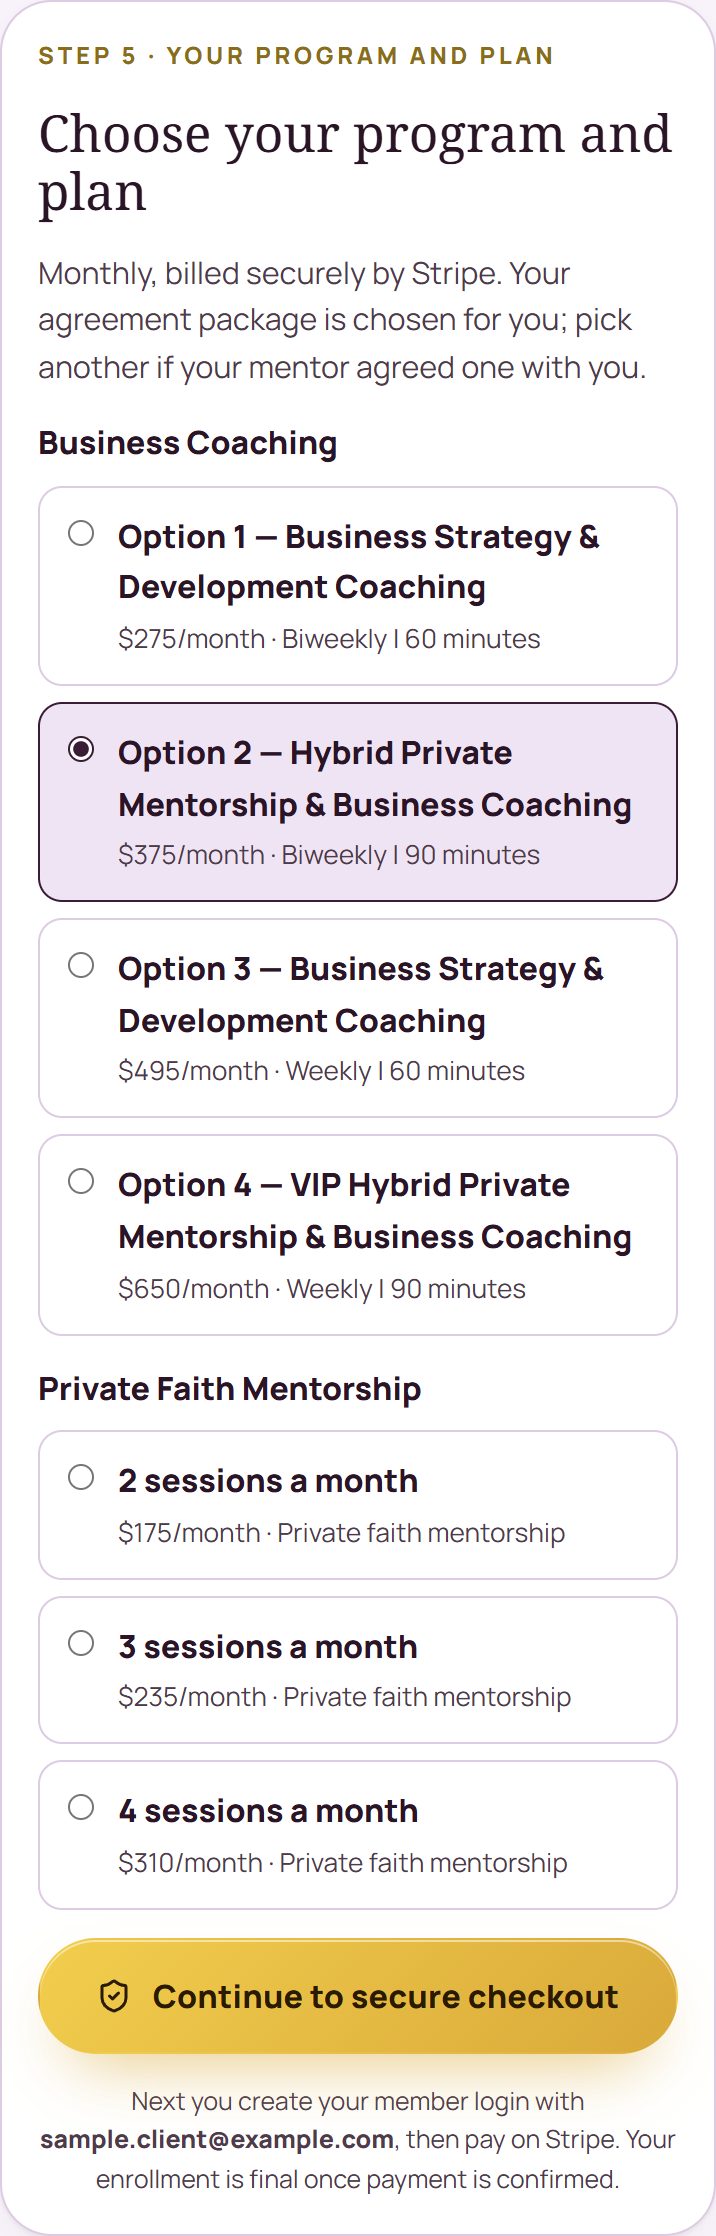 STEP 5 · YOUR PROGRAM AND PLAN
Choose your program and
plan
Monthly, billed securely by Stripe. Your
agreement package is chosen for you; pick
another if your mentor agreed one with you.
Business Coaching
Option 1 — Business Strategy &
Development Coaching
$275/month · Biweekly | 60 minutes
Option 2 — Hybrid Private
Mentorship & Business Coaching
$375/month · Biweekly | 90 minutes
Option 3 — Business Strategy &
Development Coaching
$495/month · Weekly | 60 minutes
Option 4 — VIP Hybrid Private
Mentorship & Business Coaching
$650/month · Weekly | 90 minutes
Private Faith Mentorship
2 sessions a month
$175/month · Private faith mentorship
3 sessions a month
$235/month · Private faith mentorship
4 sessions a month
$310/month · Private faith mentorship
Continue to secure checkout
Next you create your member login with
sample.client@example.com, then pay on Stripe. Your
enrollment is final once payment is confirmed.